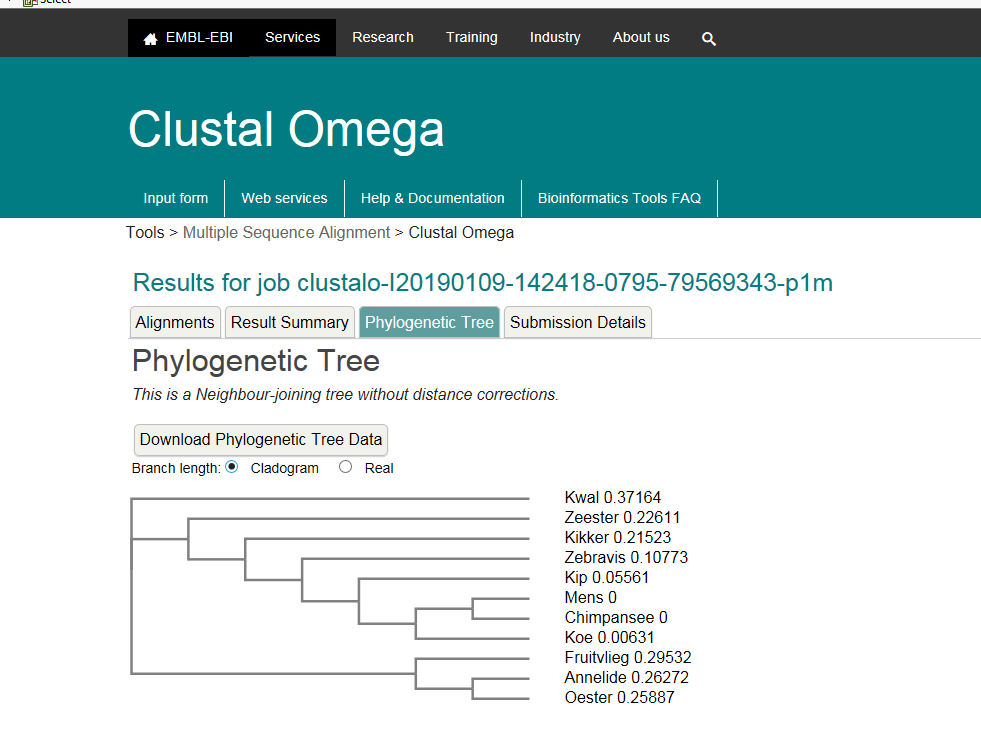 Select
EMBL-EBI Services Research Training Industry About us
Clustal Omega
Input form Web services Help & Documentation Bioinformatics Tools FAQ
Tools > Multiple Sequence Alignment > Clustal Omega
Results for job clustalo-I20190109-142418-0795-79569343-p1m
Alignments Result Summary Phylogenetic Tree Submission Details
Phylogenetic Tree
This is a Neighbour-joining tree without distance corrections.
Download Phylogenetic Tree Data
Branch length: Cladogram Real
Kwal 0.37164
Zeester 0.22611
Kikker 0.21523
Zebravis 0.10773
Kip 0.05561
Mens 0
Chimpansee 0
Koe 0.00631
Fruitvlieg 0.29532
Annelide 0.26272
Oester 0.25887